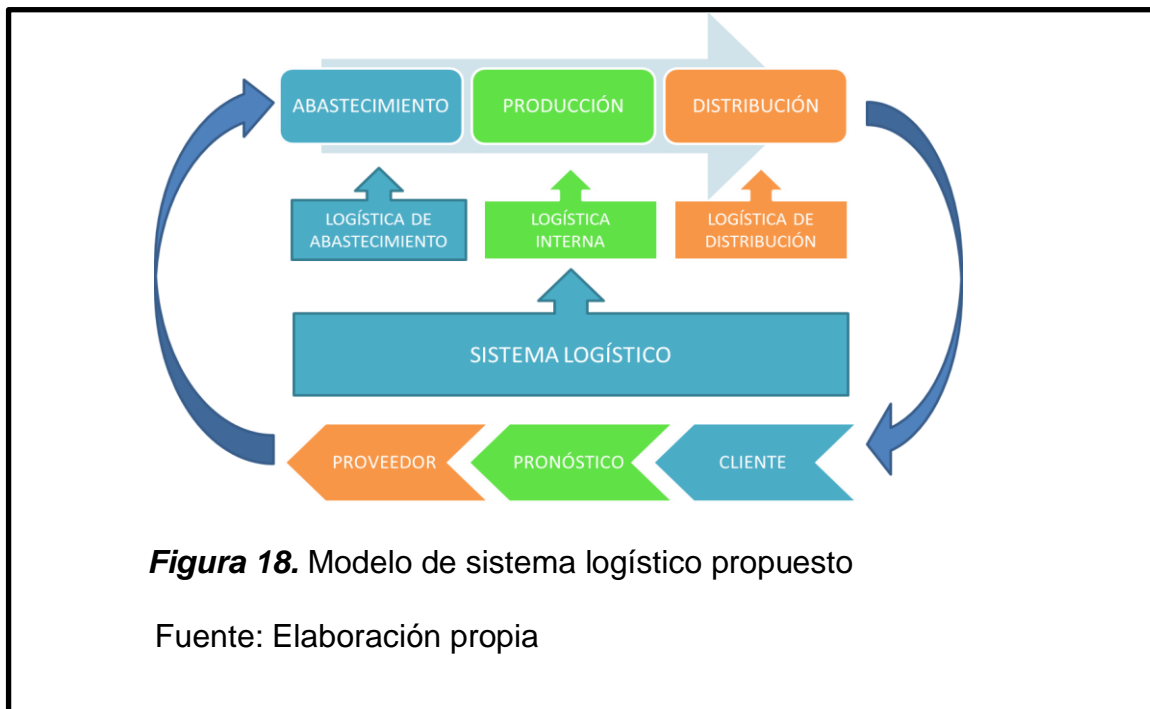 ABASTECIMIENTO
PRODUCCIÓN
DISTRIBUCIÓN
LOGÍSTICA DE
ABASTECIMIENTO
LOGÍSTICA
INTERNA
LOGÍSTICA DE
DISTRIBUCIÓN
SISTEMA LOGÍSTICO
PROVEEDOR
PRONÓSTICO
CLIENTE
Figura 18. Modelo de sistema logístico propuesto
Fuente: Elaboración propia